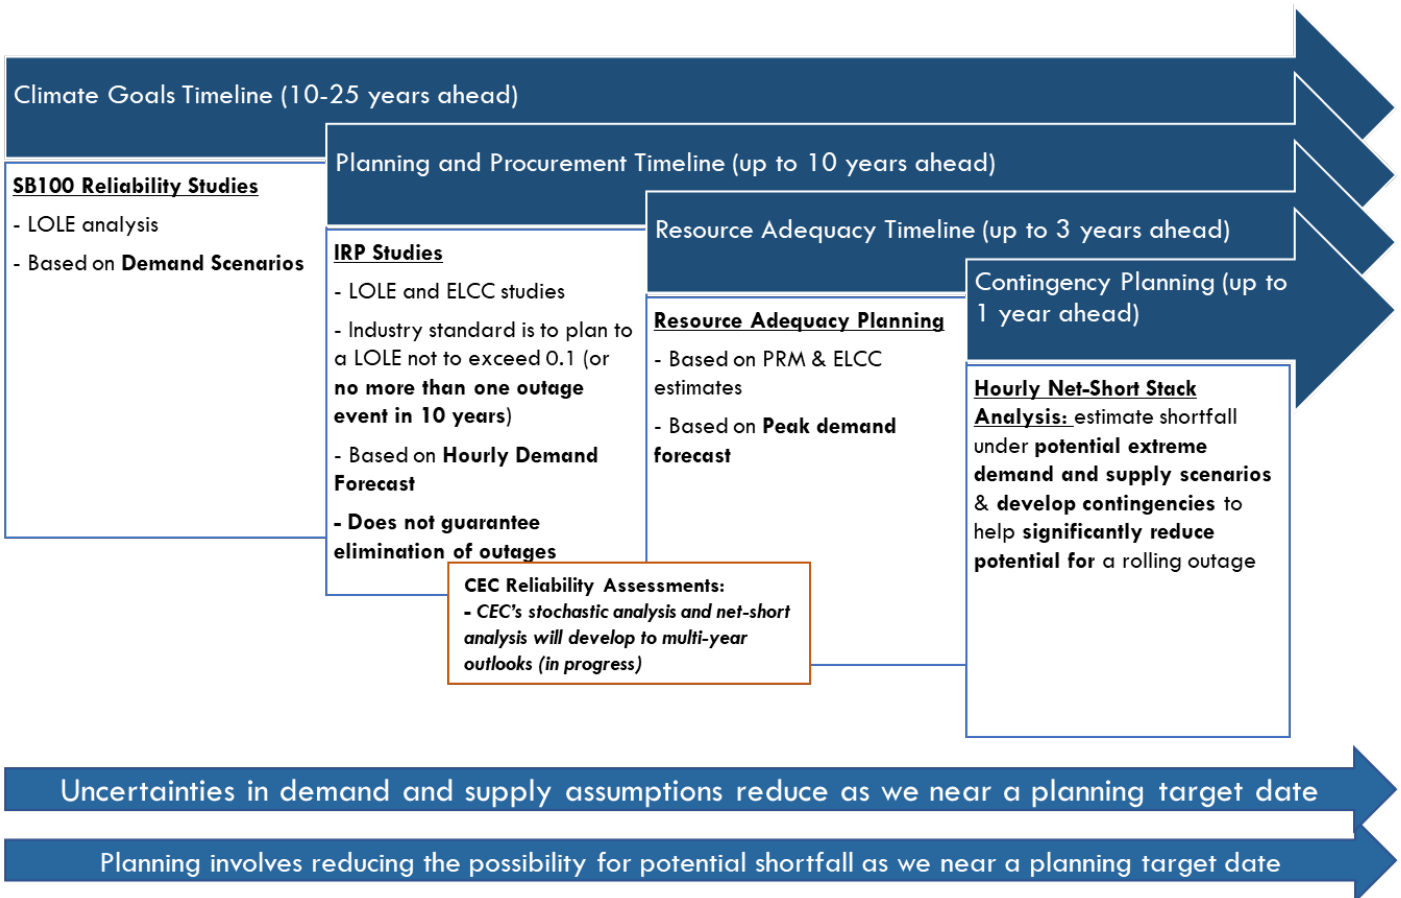 Climate Goals Timeline (10-25 years ahead)
SB100 Reliability Studies
- LOLE analysis
- Based on Demand Scenarios
Planning and Procurement Timeline (up to 10 years ahead)
IRP Studies
- LOLE and ELCC studies
- Industry standard is to plan to
a LOLE not to exceed 0.1 (or
no more than one outage
event in 10 years)
- Based on Hourly Demand
Forecast
- Does not guarantee
elimination of outages
Resource Adequacy Timeline (up to 3 years ahead)
Resource Adequacy Planning
- Based on PRM & ELCC
estimates
- Based on Peak demand
forecast
Contingency Planning (up to
1 year ahead)
Hourly Net-Short Stack
Analysis: estimate shortfall
under potential extreme
demand and supply scenarios
& develop contingencies to
help significantly reduce
potential for a rolling outage
CEC Reliability Assessments:
- CEC's stochastic analysis and net-short
analysis will develop to multi-year
outlooks (in progress)
Uncertainties in demand and supply assumptions reduce as we near a planning target date
Planning involves reducing the possibility for potential shortfall as we near a planning target date